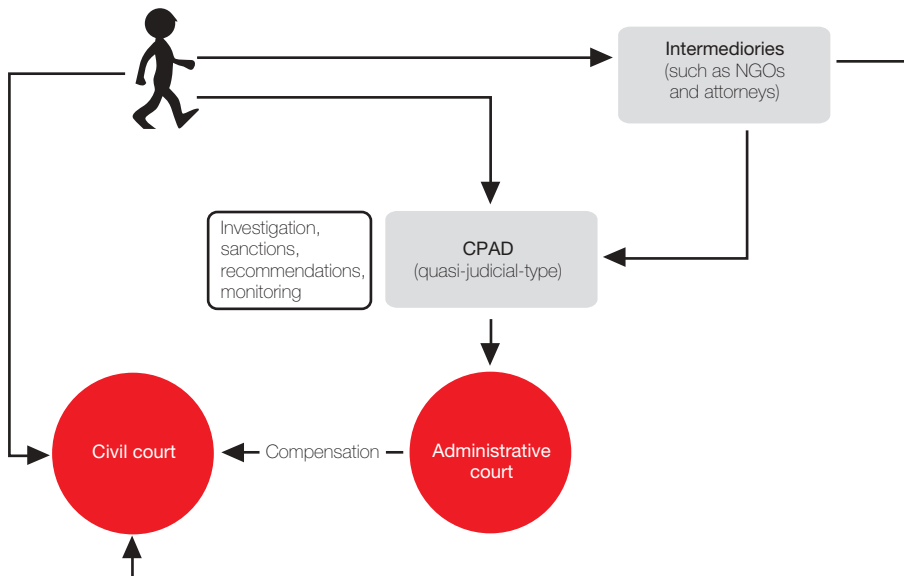 Intermediories
(such as NGOs
and attorneys)
Investigation,
sanctions,
recommendations,
monitoring
CPAD
(quasi-judicial-type)
Civil court
Compensation
Administrative
court